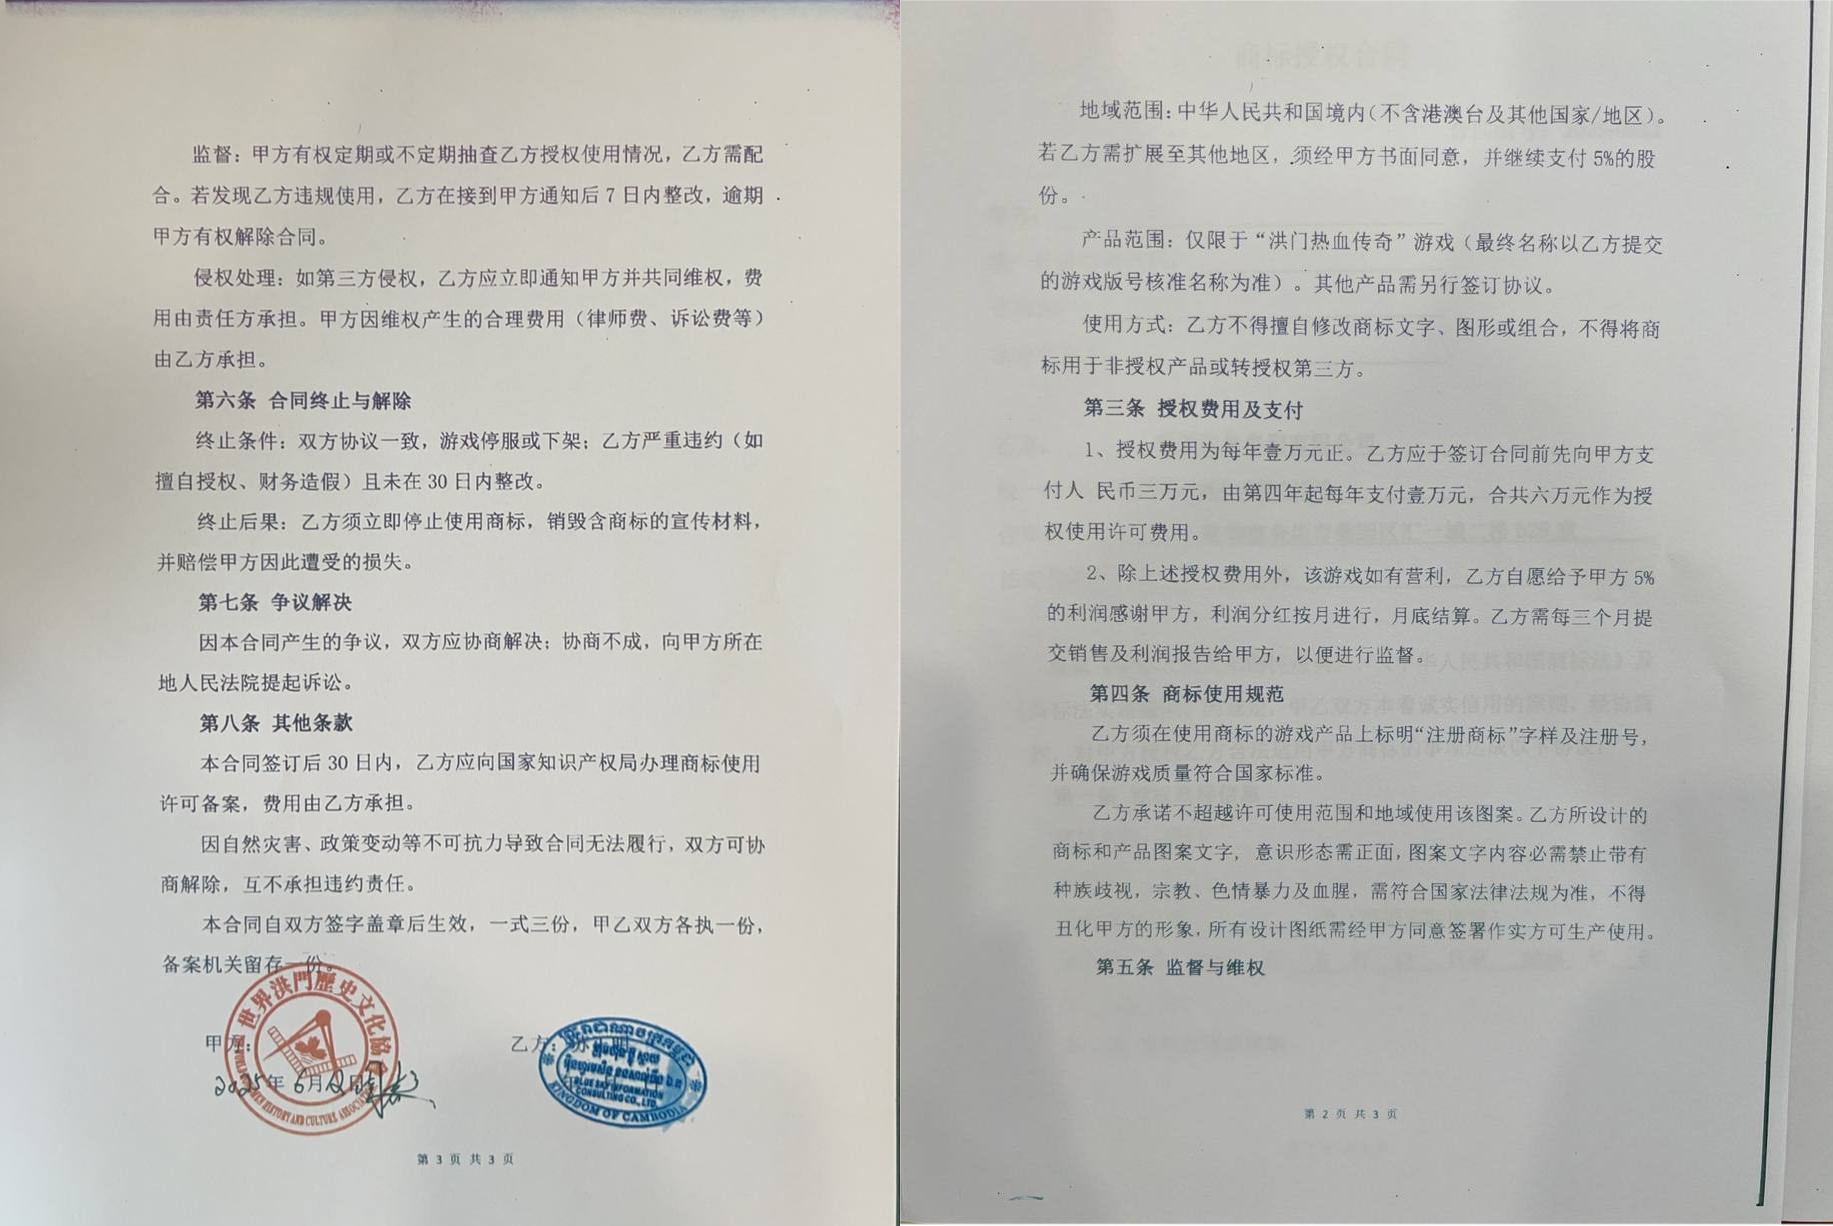 监督：甲方有权定期或不定期抽查乙方授权使用情况，乙方需配
合。若发现乙方违规使用，乙方在接到甲方通知后7日内整改，逾期
甲方有权解除合同。
侵权处理：如第三方侵权，乙方应立即通知甲方并共同维权，费
用由责任方承担。甲方因维权产生的合理费用（律师费、诉讼费等）
由乙方承担。
第六条 合同终止与解除
终止条件：双方协议一致，游戏停服或下架；乙方严重违约（如
擅自授权、财务造假）且未在30日内整改。
终止后果：乙方须立即停止使用商标，销毁含商标的宣传材料，
并赔偿甲方因此遭受的损失。
第七条 争议解决
因本合同产生的争议，双方应协商解决；协商不成，向甲方所在
地人民法院提起诉讼。
第八条 其他条款
本合同签订后30日内，乙方应向国家知识产权局办理商标使用
许可备案，费用由乙方承担。
因自然灾害、政策变动等不可抗力导致合同无法履行，双方可协
商解除，互不承担违约责任。
本合同自双方签字盖章后生效，一式三份，甲乙双方各执一份，
备案机关留存一份。
世界洪門歷史文化協會
HISTORY AND CULTURE ASSOCIATION
甲方：
2025年6月2日
乙方：
BLUE SKY INFORMATION
CONSULTING CO., LTD
KINGDOM OF CAMBODIA
第 3 页 共 3 页
地域范围：中华人民共和国境内（不含港澳台及其他国家/地区）。
若乙方需扩展至其他地区，须经甲方书面同意，并继续支付5%的股
份。
产品范围：仅限于“洪门热血传奇”游戏（最终名称以乙方提交
的游戏版号核准名称为准）。其他产品需另行签订协议。
使用方式：乙方不得擅自修改商标文字、图形或组合，不得将商
标用于非授权产品或转授权第三方。
第三条 授权费用及支付
1、授权费用为每年壹万元正。乙方应于签订合同前先向甲方支
付人 民币三万元，由第四年起每年支付壹万元，合共六万元作为授
权使用许可费用。
2、除上述授权费用外，该游戏如有营利，乙方自愿给予甲方5%
的利润感谢甲方，利润分红按月进行，月底结算。乙方需每三个月提
交销售及利润报告给甲方，以便进行监督。
第四条 商标使用规范
乙方须在使用商标的游戏产品上标明“注册商标”字样及注册号，
并确保游戏质量符合国家标准。
乙方承诺不超越许可使用范围和地域使用该图案。乙方所设计的
商标和产品图案文字，意识形态需正面，图案文字内容必需禁止带有
种族歧视，宗教、色情暴力及血腥，需符合国家法律法规为准，不得
丑化甲方的形象，所有设计图纸需经甲方同意签署作实方可生产使用。
第五条 监督与维权
第 2 页 共 3 页